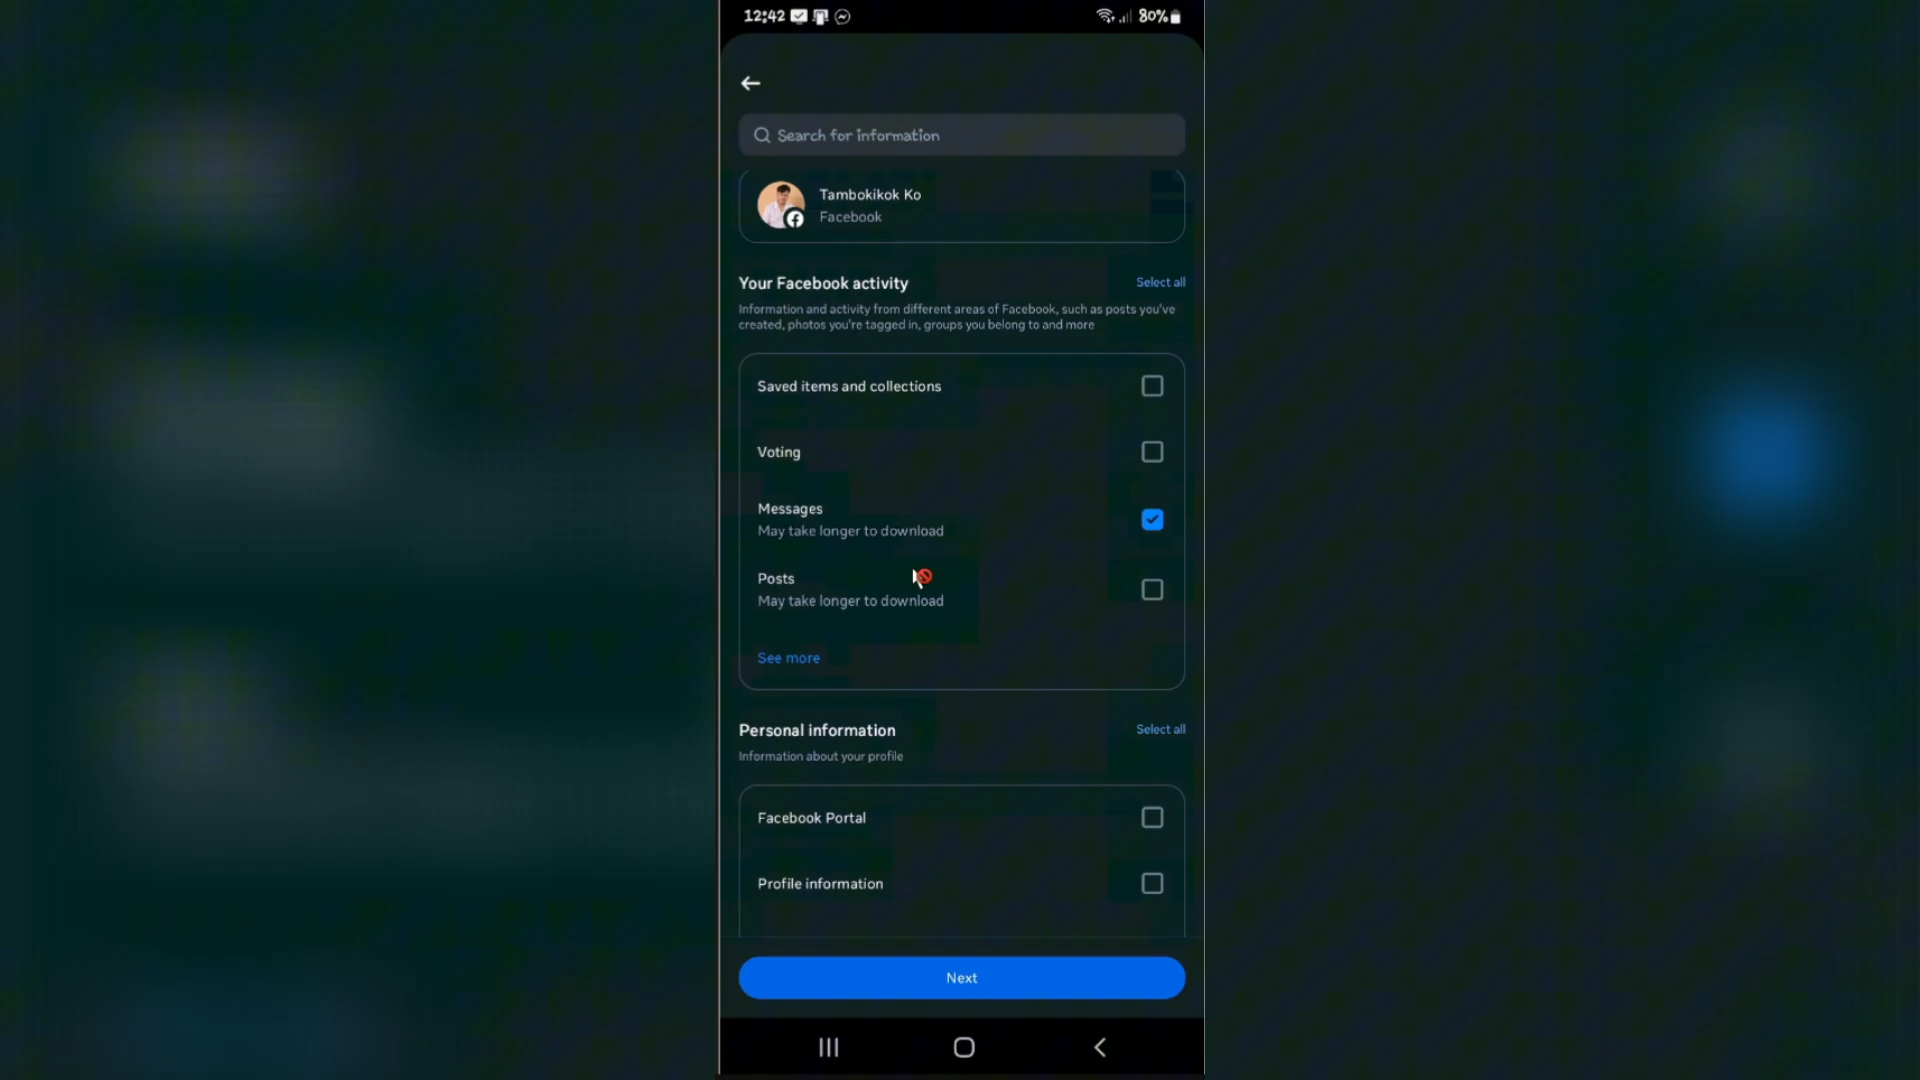 12:42
80%
Search for information
Tambokikok Ko
Facebook
Your Facebook activity
Select all
Information and activity from different areas of Facebook, such as posts you've
created, photos you're tagged in, groups you belong to and more
Saved items and collections
Voting
Messages
May take longer to download
Posts
May take longer to download
See more
Personal information
Select all
Information about your profile
Facebook Portal
Profile information
Next